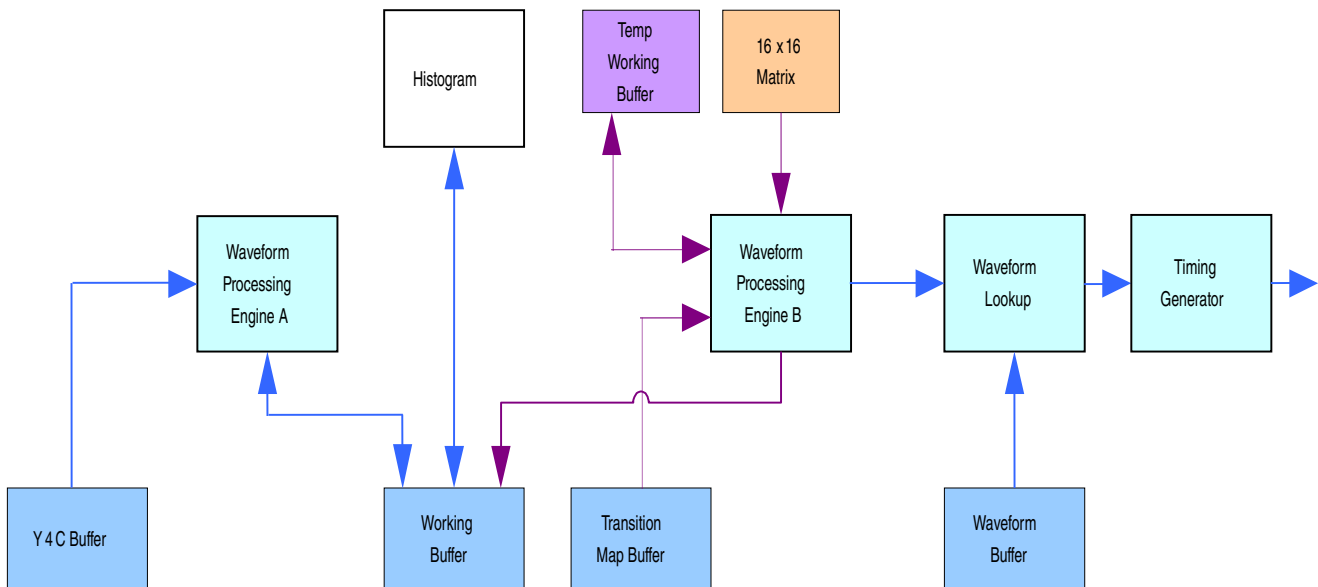 Histogram
Temp
Working
Buffer
16 x 16
Matrix
Waveform
Processing
Engine A
Waveform
Processing
Engine B
Waveform
Lookup
Timing
Generator
Y 4 C Buffer
Working
Buffer
Transition
Map Buffer
Waveform
Buffer